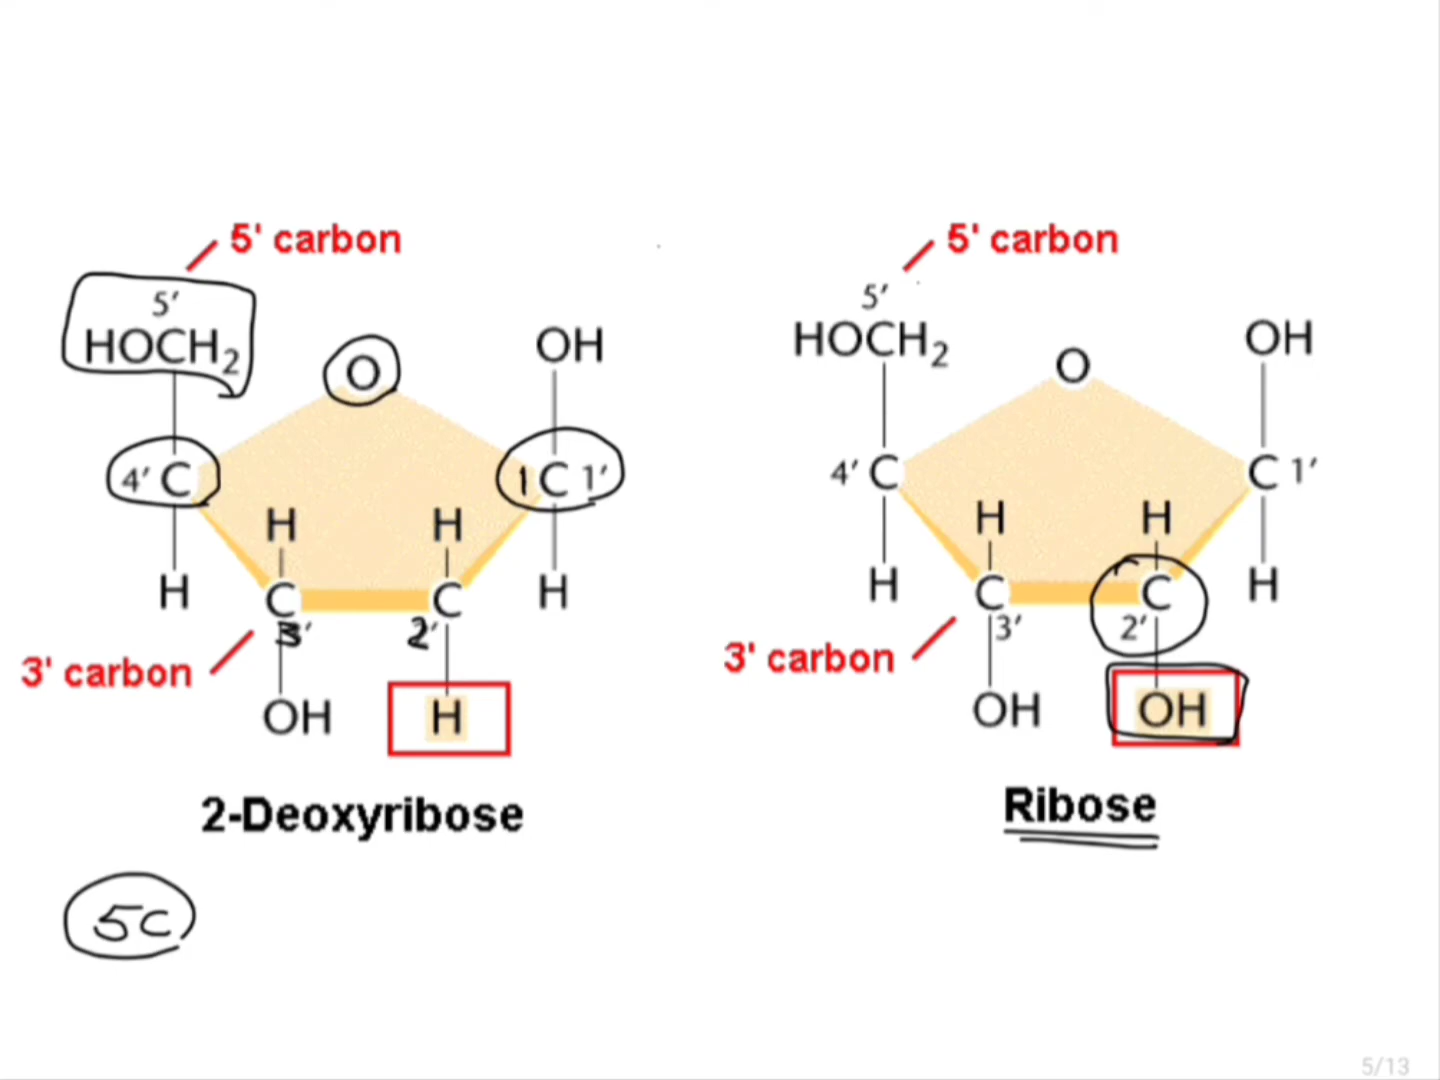 5' carbon
5' carbon
5'
HOCH2
O
OH
4' C
1 C 1'
H
H
H
C
C
H
3'
2'
3' carbon
OH
H
2-Deoxyribose
5C
5'
HOCH2
O
OH
4' C
C 1'
H
H
H
C
C
H
3'
2'
3' carbon
OH
OH
Ribose
5/13